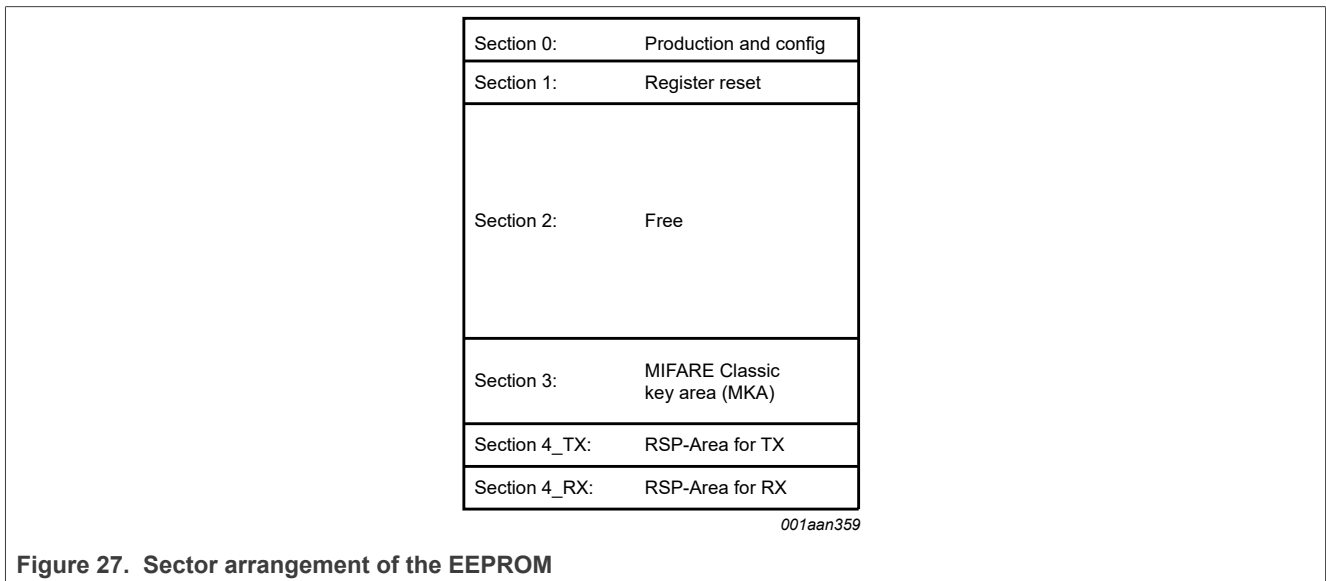 Section 0: Production and config
Section 1: Register reset
Section 2: Free
Section 3: MIFARE Classic
key area (MKA)
Section 4_TX: RSP-Area for TX
Section 4_RX: RSP-Area for RX
001aan359
Figure 27. Sector arrangement of the EEPROM